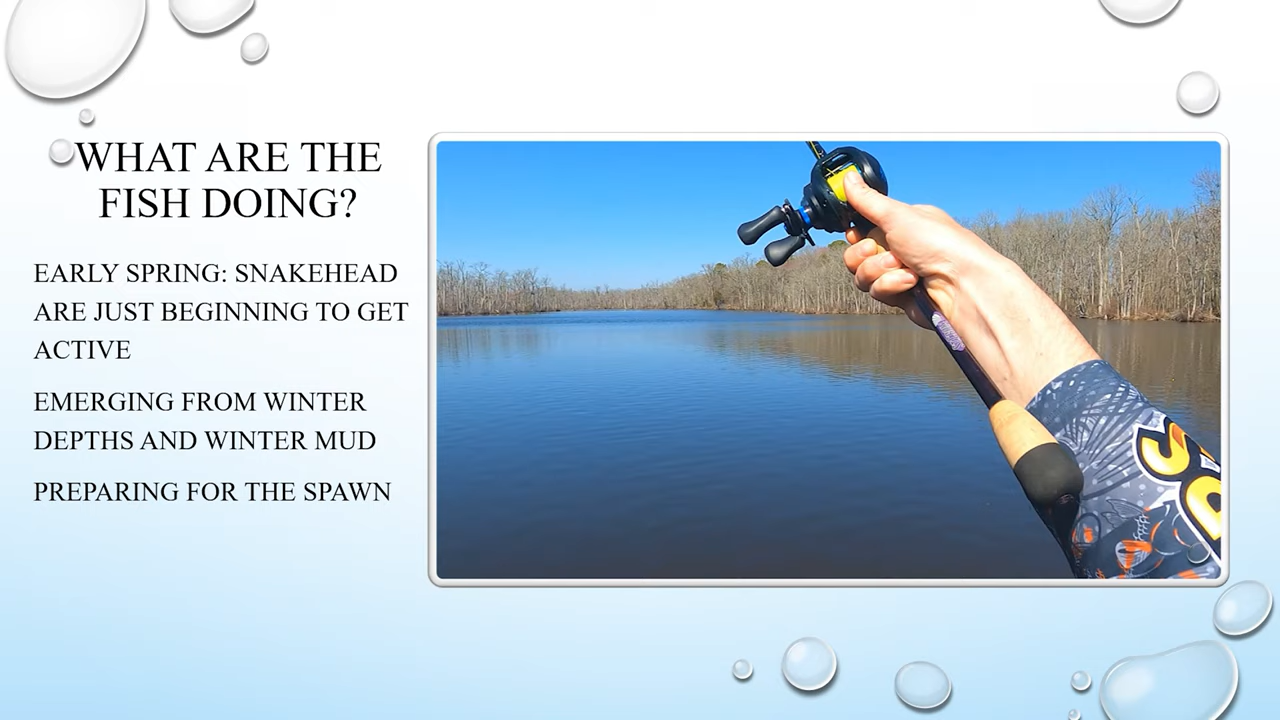 WHAT ARE THE
FISH DOING?
EARLY SPRING: SNAKEHEAD
ARE JUST BEGINNING TO GET
ACTIVE
EMERGING FROM WINTER
DEPTHS AND WINTER MUD
PREPARING FOR THE SPAWN